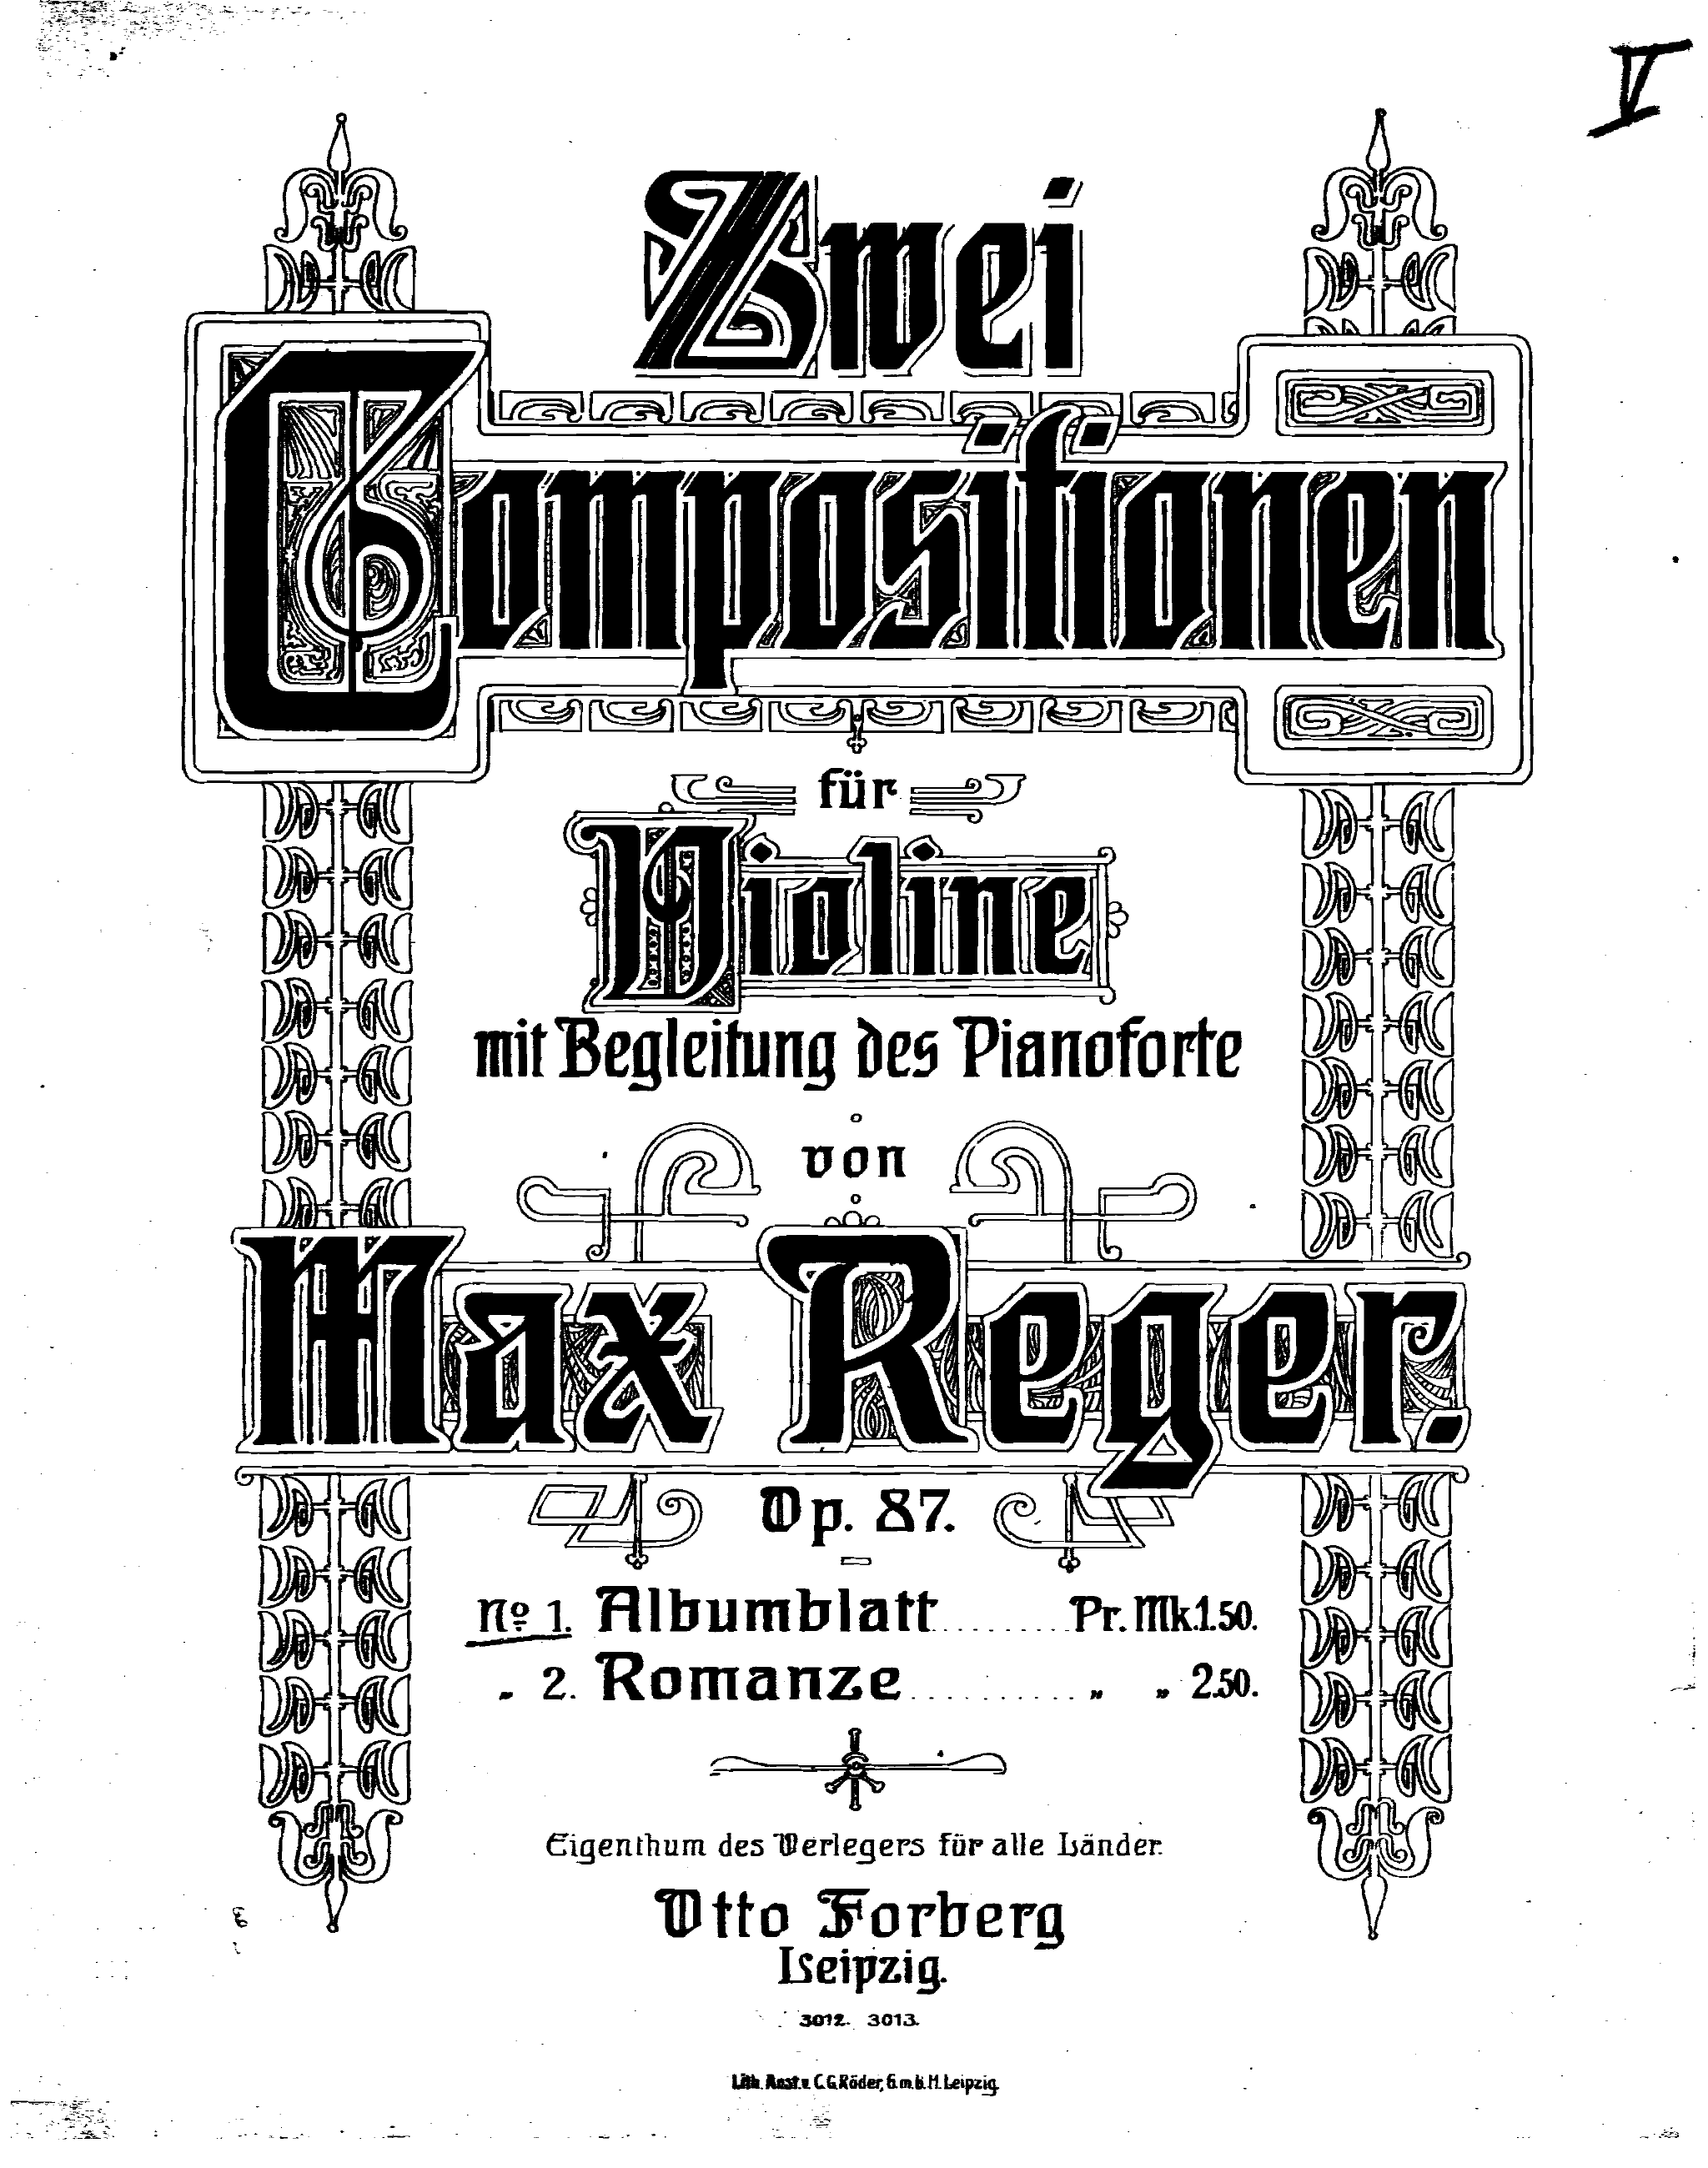 V
Zwei
Compositionen
für
Violine
mit Begleitung des Pianoforte
von
Max Reger.
Op. 87.
No 1. Albumblatt.......... Pr. Mk. 1.50.
„ 2. Romanze............ „ „ 2.50.
Eigenthum des Verlegers für alle Länder.
Otto Forberg
Leipzig.
3012. 3013.
Lith. Anst. v. C. G. Röder, G.m.b.H. Leipzig.